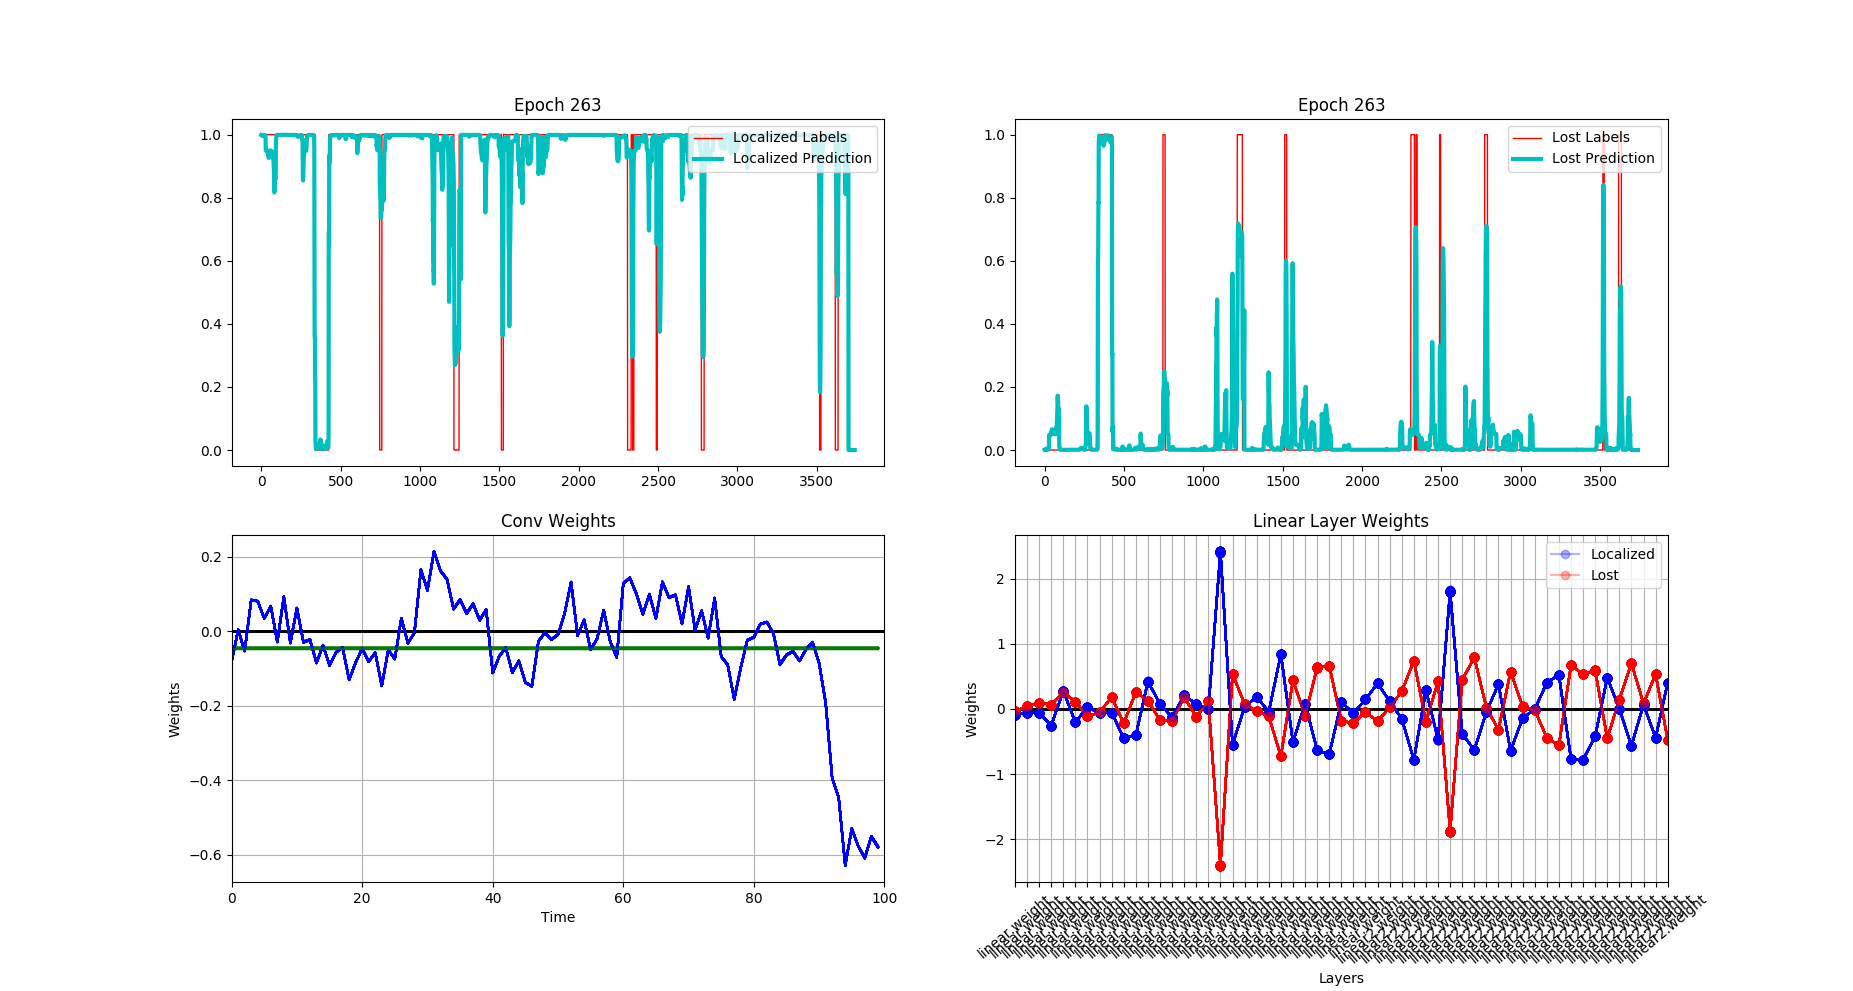 Epoch 263
1.0
0.8
0.6
0.4
0.2
0.0
Localized Labels
Localized Prediction
0 500 1000 1500 2000 2500 3000 3500
Epoch 263
1.0
0.8
0.6
0.4
0.2
0.0
Lost Labels
Lost Prediction
0 500 1000 1500 2000 2500 3000 3500
Conv Weights
Weights
0.2
0.0
−0.2
−0.4
−0.6
0 20 40 60 80 100
Time
Linear Layer Weights
Weights
2
1
0
−1
−2
Localized
Lost
linear.weight
linear2.weight
Layers